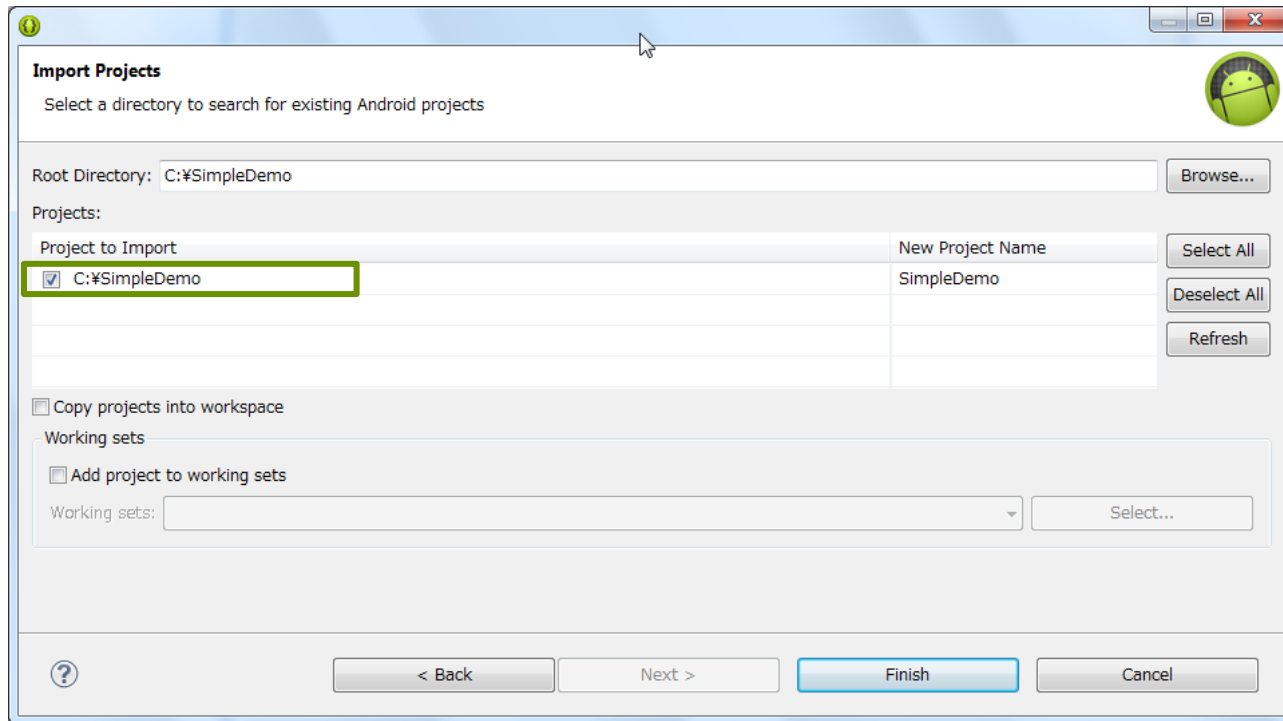 Import Projects
Select a directory to search for existing Android projects
Root Directory: C:¥SimpleDemo Browse...
Projects:
Project to Import New Project Name Select All
C:¥SimpleDemo SimpleDemo
Deselect All
Refresh
Copy projects into workspace
Working sets
Add project to working sets
Working sets: Select...
? < Back Next > Finish Cancel